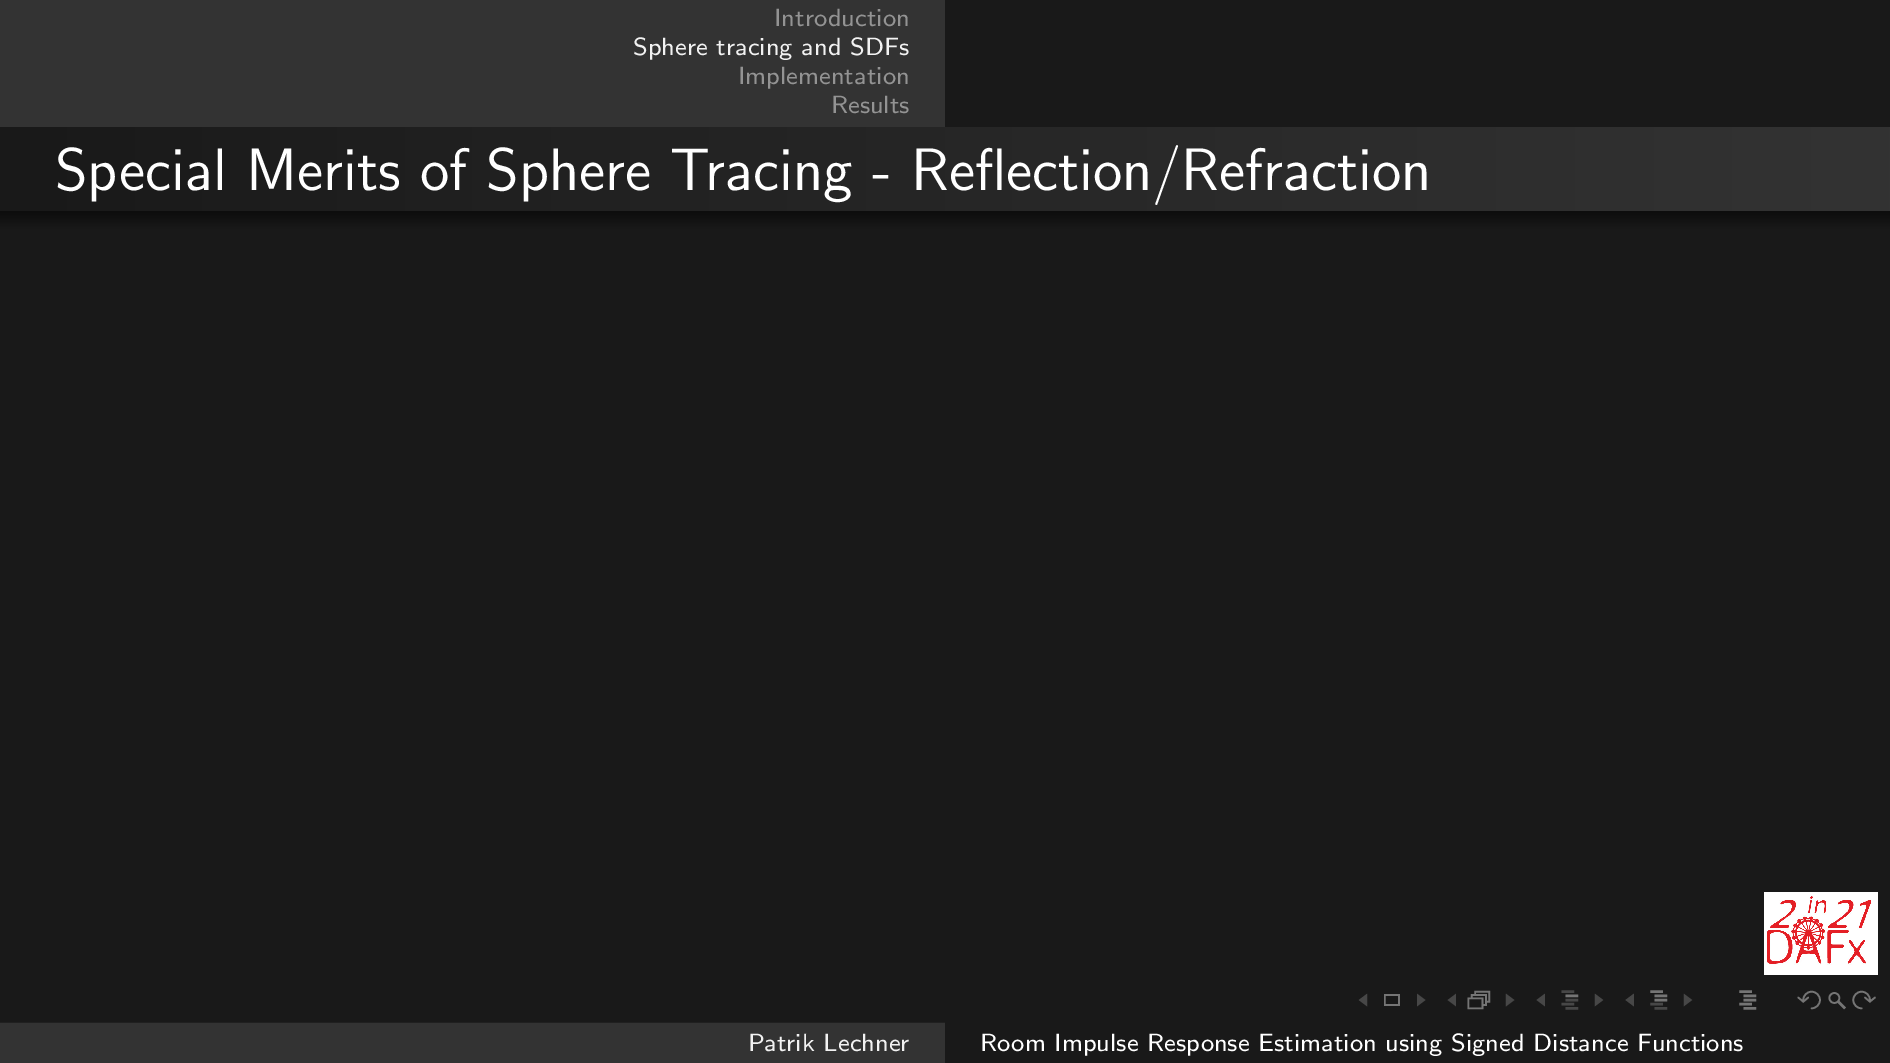 Introduction
Sphere tracing and SDFs
Implementation
Results
Special Merits of Sphere Tracing - Reflection/Refraction
2 in 21
DAFx
Patrik Lechner
Room Impulse Response Estimation using Signed Distance Functions